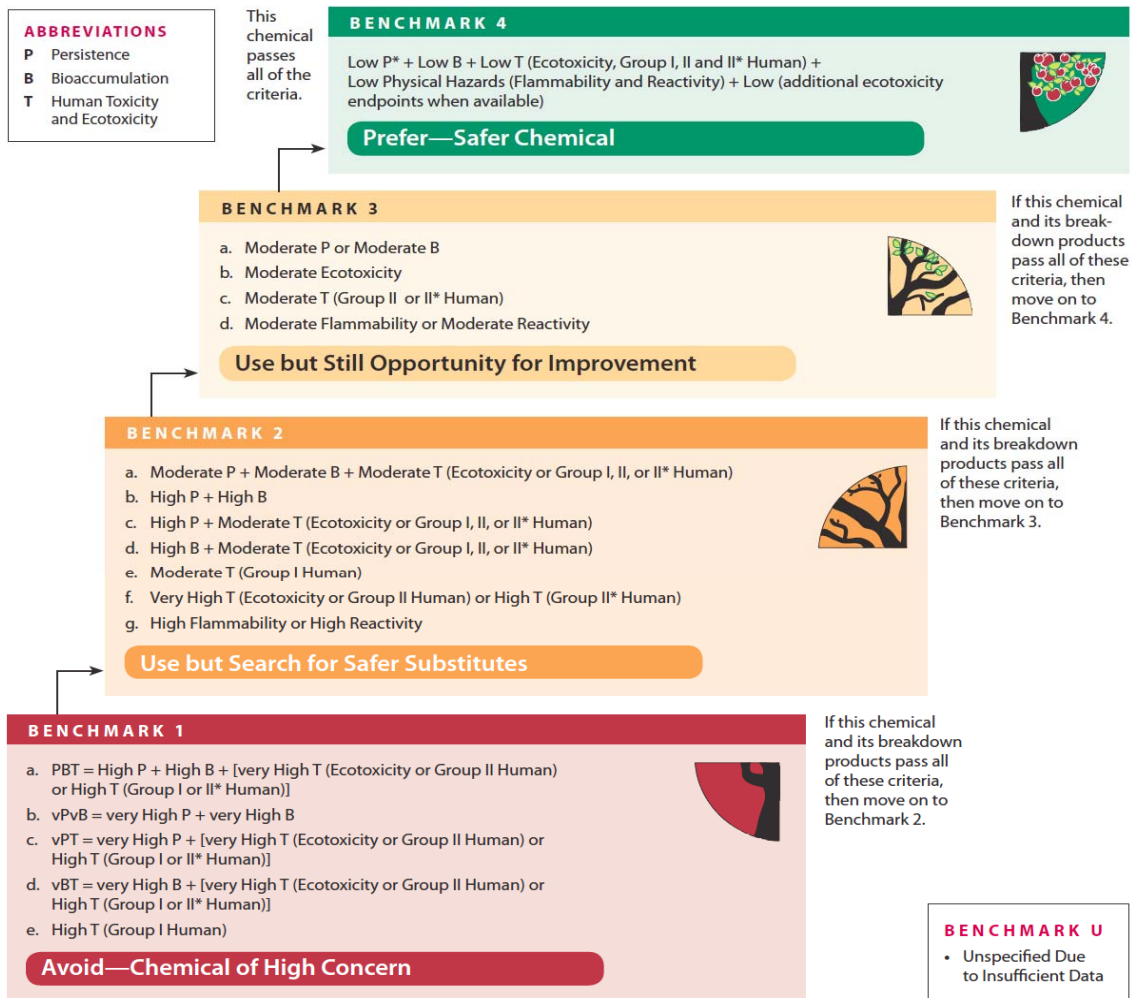 ABBREVIATIONS
P Persistence
B Bioaccumulation
T Human Toxicity
and Ecotoxicity
This
chemical
passes
all of the
criteria.
BENCHMARK 4
Low P* + Low B + Low T (Ecotoxicity, Group I, II and II* Human) +
Low Physical Hazards (Flammability and Reactivity) + Low (additional ecotoxicity
endpoints when available)
Prefer—Safer Chemical
BENCHMARK 3
a. Moderate P or Moderate B
b. Moderate Ecotoxicity
c. Moderate T (Group II or II* Human)
d. Moderate Flammability or Moderate Reactivity
Use but Still Opportunity for Improvement
If this chemical
and its break-
down products
pass all of these
criteria, then
move on to
Benchmark 4.
BENCHMARK 2
a. Moderate P + Moderate B + Moderate T (Ecotoxicity or Group I, II, or II* Human)
b. High P + High B
c. High P + Moderate T (Ecotoxicity or Group I, II, or II* Human)
d. High B + Moderate T (Ecotoxicity or Group I, II, or II* Human)
e. Moderate T (Group I Human)
f. Very High T (Ecotoxicity or Group II Human) or High T (Group II* Human)
g. High Flammability or High Reactivity
Use but Search for Safer Substitutes
If this chemical
and its breakdown
products pass all
of these criteria,
then move on to
Benchmark 3.
BENCHMARK 1
a. PBT = High P + High B + [very High T (Ecotoxicity or Group II Human)
or High T (Group I or II* Human)]
b. vPvB = very High P + very High B
c. vPT = very High P + [very High T (Ecotoxicity or Group II Human) or
High T (Group I or II* Human)]
d. vBT = very High B + [very High T (Ecotoxicity or Group II Human) or
High T (Group I or II* Human)]
e. High T (Group I Human)
Avoid—Chemical of High Concern
If this chemical
and its breakdown
products pass all
of these criteria,
then move on to
Benchmark 2.
BENCHMARK U
• Unspecified Due
to Insufficient Data